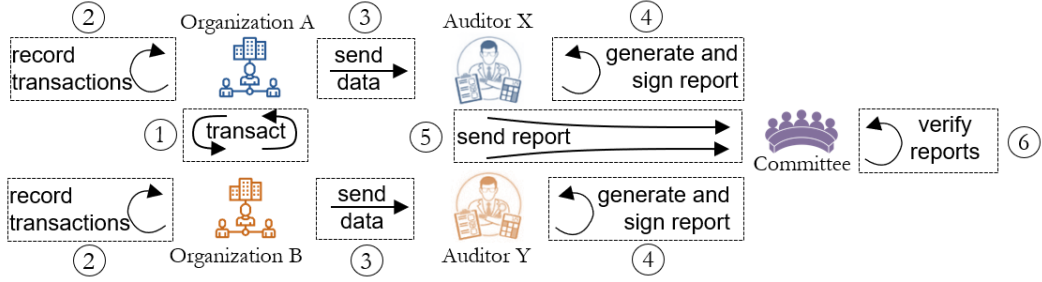 2
Organization A
3
Auditor X
4
record
transactions
send
data
generate and
sign report
1
transact
5
send report
Committee
verify
reports
6
record
transactions
send
data
generate and
sign report
2
Organization B
3
Auditor Y
4